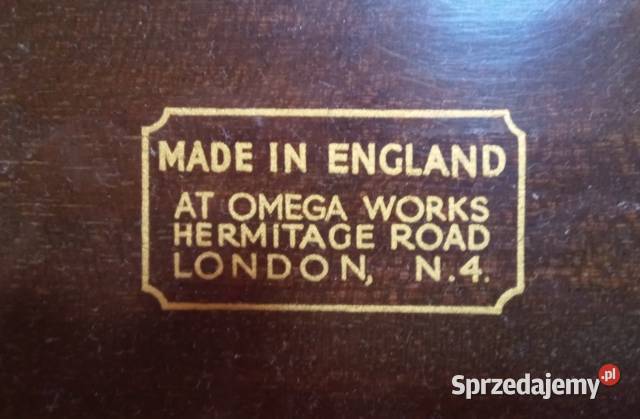 MADE IN ENGLAND
AT OMEGA WORKS
HERMITAGE ROAD
LONDON, N.4.
Sprzedajemy.pl